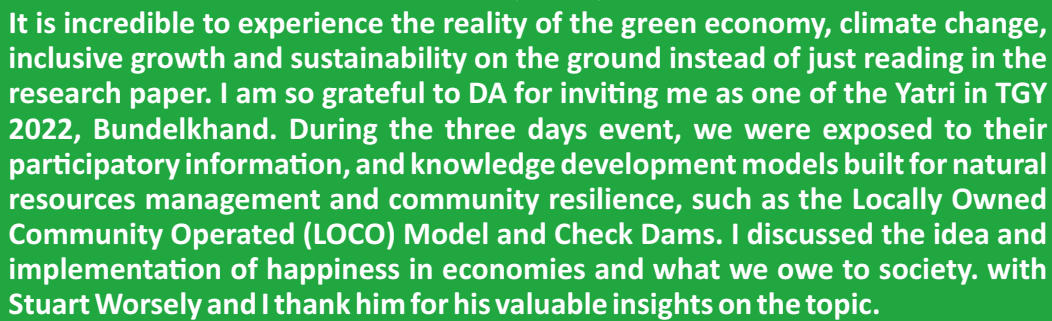 It is incredible to experience the reality of the green economy, climate change,
inclusive growth and sustainability on the ground instead of just reading in the
research paper. I am so grateful to DA for inviting me as one of the Yatri in TGY
2022, Bundelkhand. During the three days event, we were exposed to their
participatory information, and knowledge development models built for natural
resources management and community resilience, such as the Locally Owned
Community Operated (LOCO) Model and Check Dams. I discussed the idea and
implementation of happiness in economies and what we owe to society. with
Stuart Worsely and I thank him for his valuable insights on the topic.